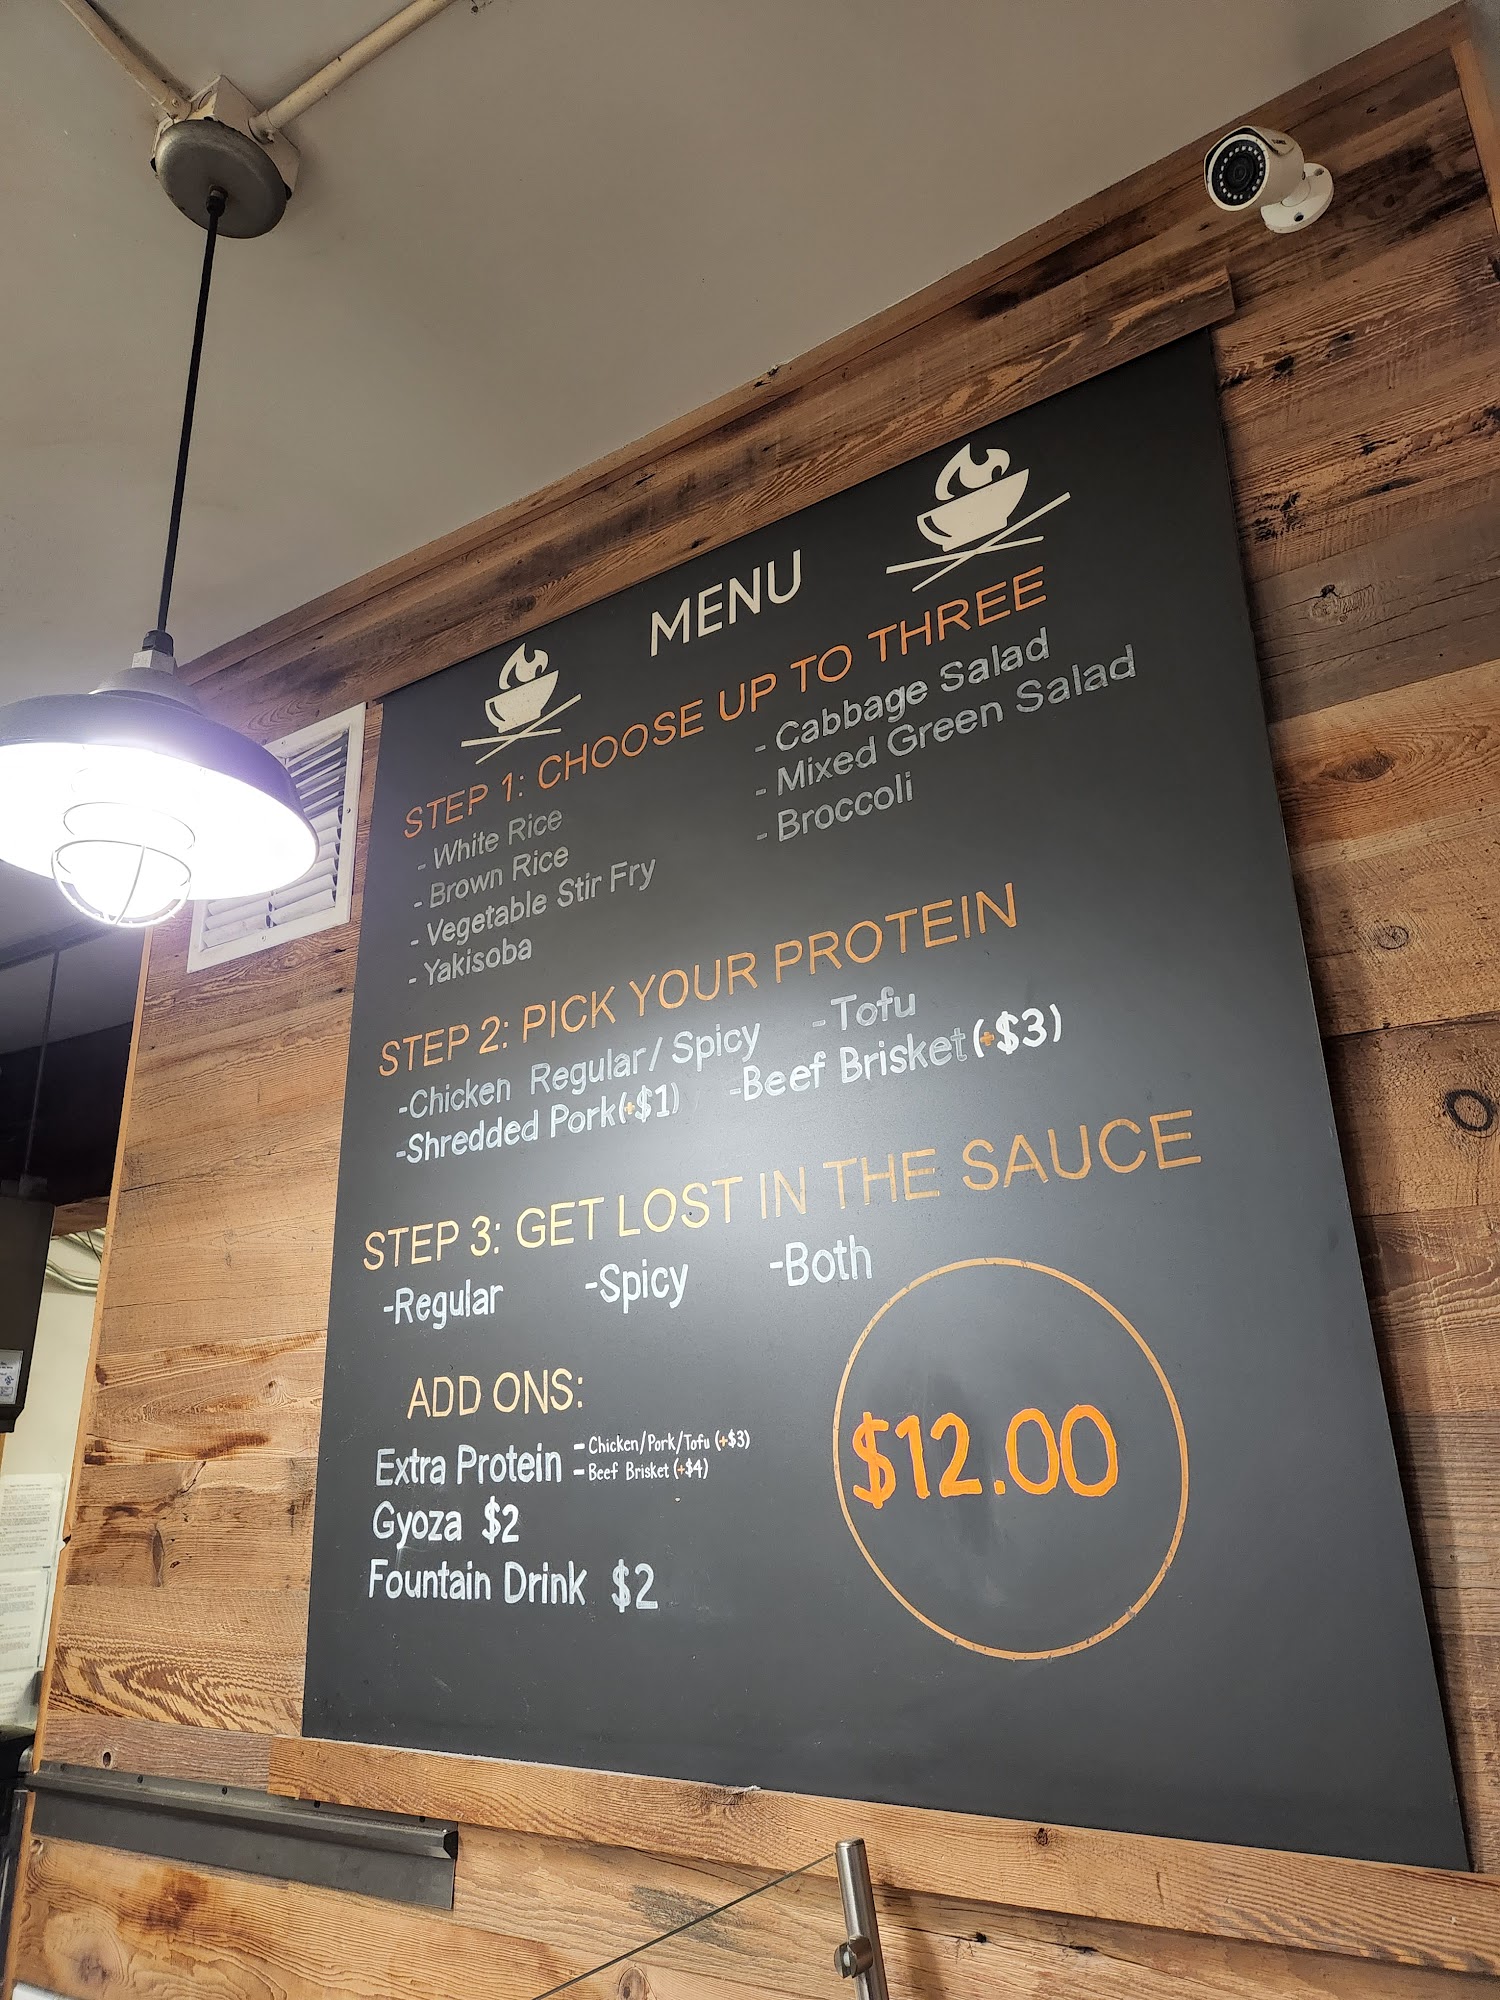 MENU
STEP 1: CHOOSE UP TO THREE
- White Rice
- Brown Rice
- Vegetable Stir Fry
- Yakisoba
- Cabbage Salad
- Mixed Green Salad
- Broccoli
STEP 2: PICK YOUR PROTEIN
-Chicken Regular/Spicy
-Shredded Pork(+$1)
-Tofu
-Beef Brisket(+$3)
STEP 3: GET LOST IN THE SAUCE
-Regular -Spicy -Both
ADD ONS:
Extra Protein - Chicken/Pork/Tofu (+$3)
- Beef Brisket (+$4)
Gyoza $2
Fountain Drink $2
$12.00